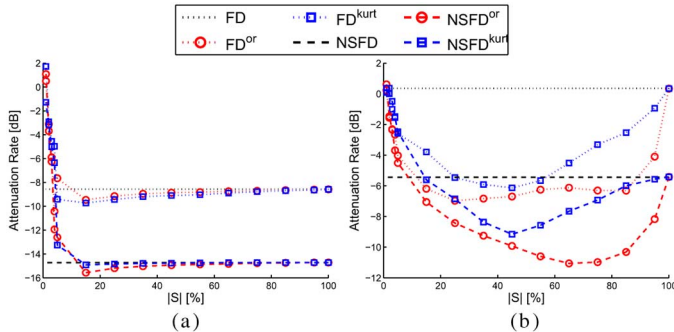 FD FD^kurt NSFD^or
FD^or NSFD NSFD^kurt
2
0
−2
−4
−6
−8
−10
−12
−14
−16
0 20 40 60 80 100
Attenuation Rate [dB]
|S| [%]
(a)
2
0
−2
−4
−6
−8
−10
−12
0 20 40 60 80 100
Attenuation Rate [dB]
|S| [%]
(b)